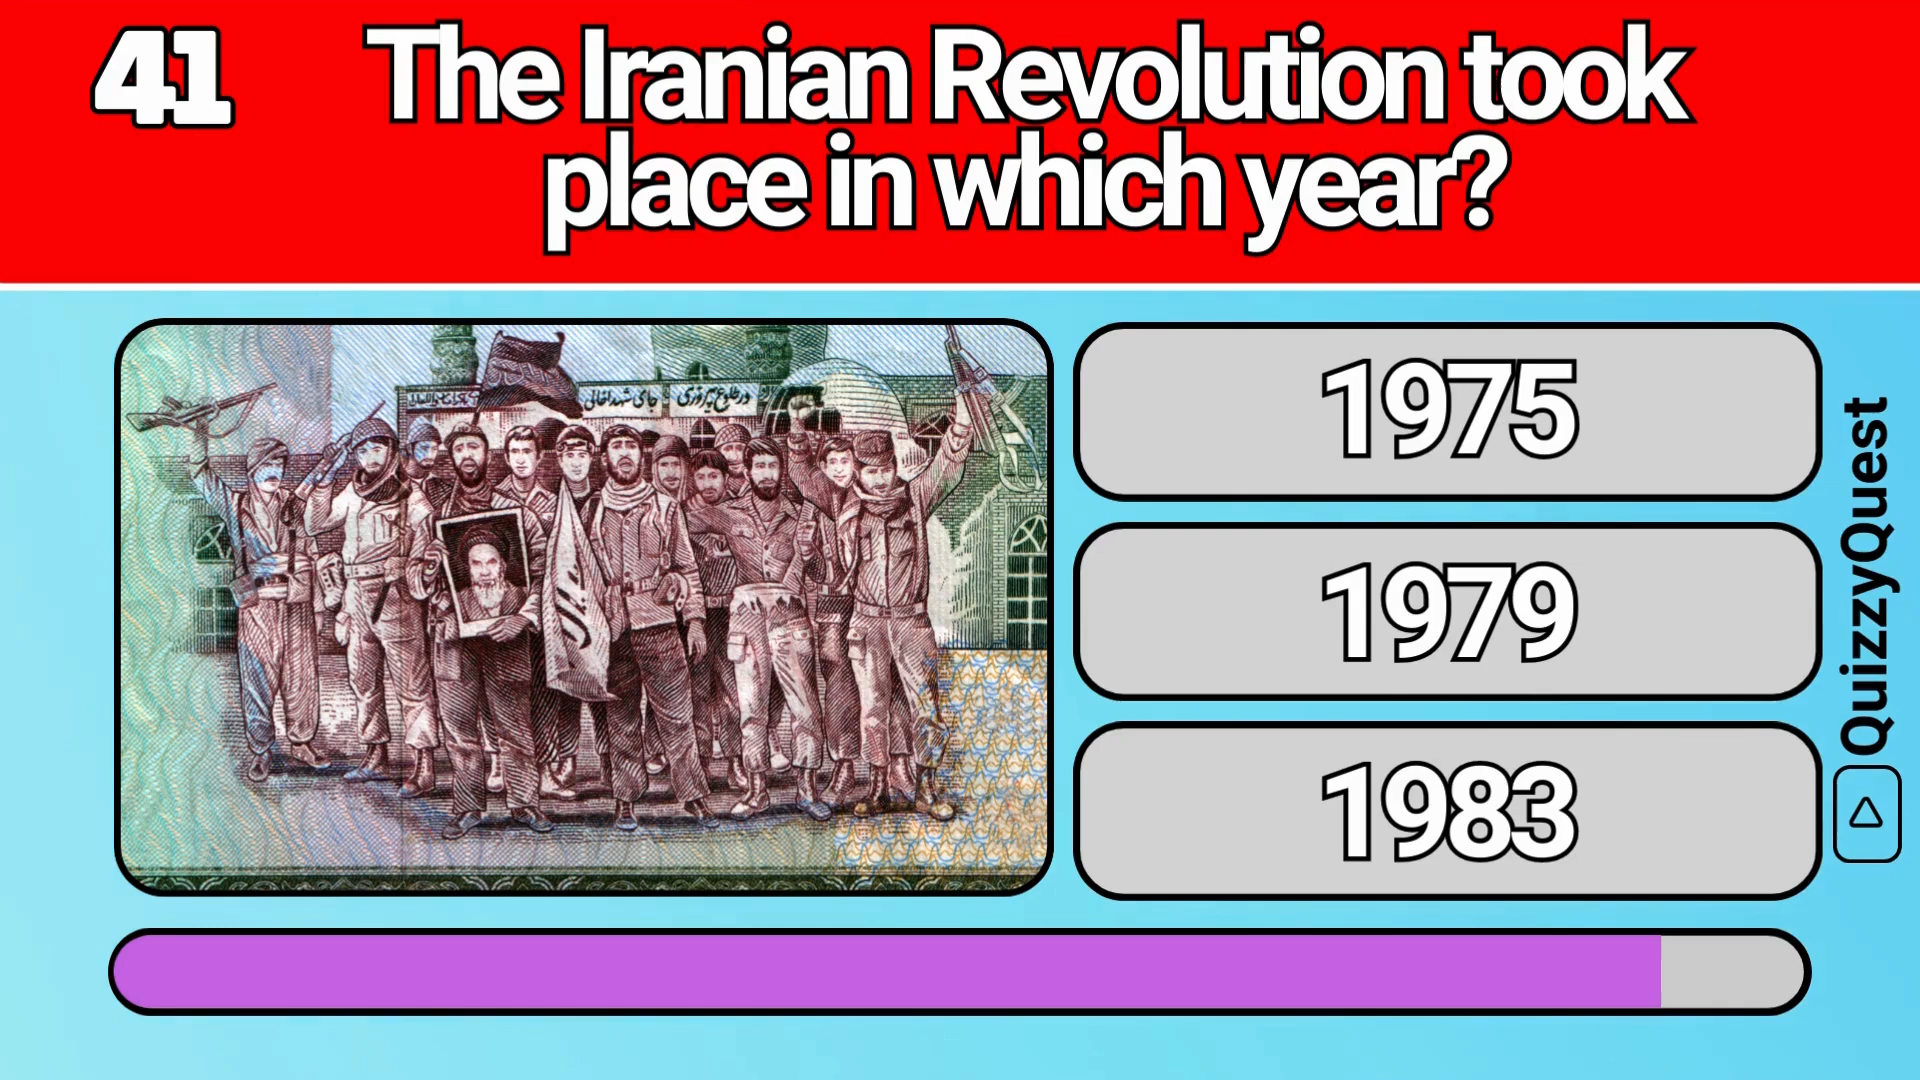 41
The Iranian Revolution took
place in which year?
1975
1979
1983
QuizzyQuest